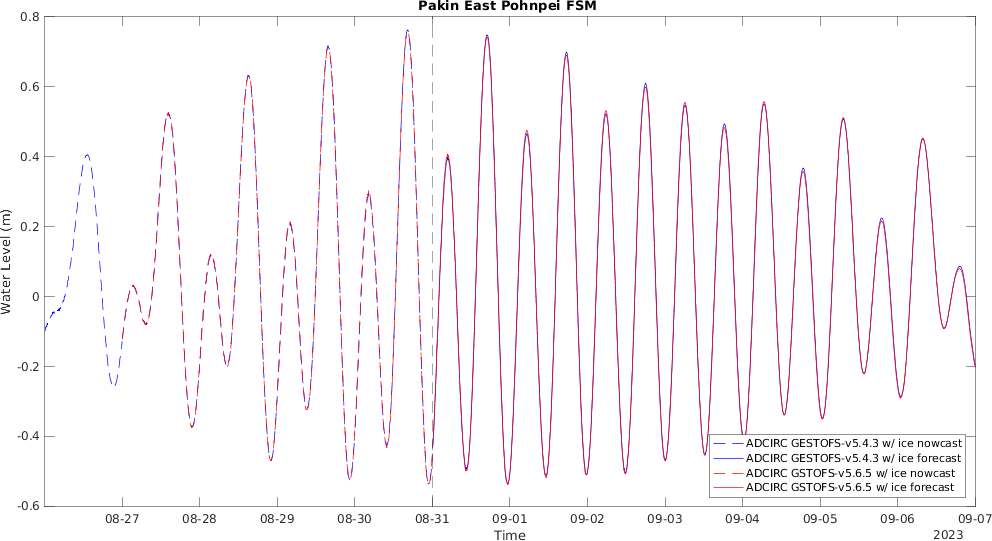 Pakin East Pohnpei FSM
0.8
0.6
0.4
0.2
0
-0.2
-0.4
-0.6
Water Level (m)
ADCIRC GESTOFS-v5.4.3 w/ ice nowcast
ADCIRC GESTOFS-v5.4.3 w/ ice forecast
ADCIRC GSTOFS-v5.6.5 w/ ice nowcast
ADCIRC GSTOFS-v5.6.5 w/ ice forecast
08-27 08-28 08-29 08-30 08-31 09-01 09-02 09-03 09-04 09-05 09-06 09-07
Time
2023